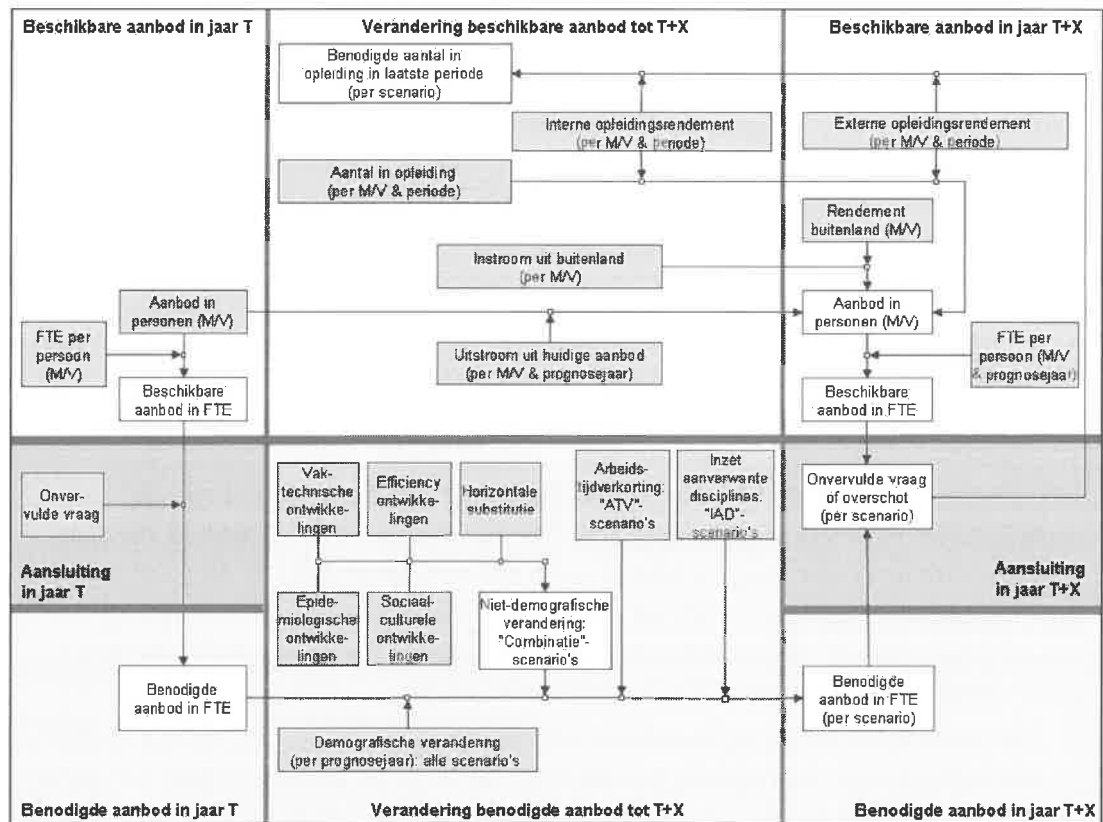 Beschikbare aanbod in jaar T
Verandering beschikbare aanbod tot T+X
Beschikbare aanbod in jaar T+X
Benodigde aantal in
opleiding in laatste periode
(per scenario)
Interne opleidingsrendement
(per M/V & periode)
Externe opleidingsrendement
(per M/V & periode)
Aantal in opleiding
(per M/V & periode)
Rendement
buitenland (M/V)
Instroom uit buitenland
(per M/V)
Aanbod in
personen (M/V)
Aanbod in
personen (M/V)
FTE per
persoon
(M/V)
Uitstroom uit huidige aanbod
(per M/V & prognosejaar)
FTE per
persoon (M/V
& prognosejaar)
Beschikbare
aanbod in FTE
Beschikbare
aanbod in FTE
Onver-
vulde vraag
Vak-
technische
ontwikke-
lingen
Efficiency
ontwikke-
lingen
Horizontale
substitutie
Arbeids-
tijdverkorting:
"ATV"-
scenario's
Inzet
aanverwante
disciplines:
"IAD"-
scenario's
Onvervulde vraag
of overschot
(per scenario)
Aansluiting
in jaar T
Aansluiting
in jaar T+X
Epide-
miologische
ontwikke-
lingen
Sociaal-
culturele
ontwikke-
lingen
Niet-demografische
verandering:
"Combinatie"-
scenario's
Benodigde
aanbod in FTE
Benodigde
aanbod in FTE
(per scenario)
Demografische verandering
(per prognosejaar): alle scenario's
Benodigde aanbod in jaar T
Verandering benodigde aanbod tot T+X
Benodigde aanbod in jaar T+X